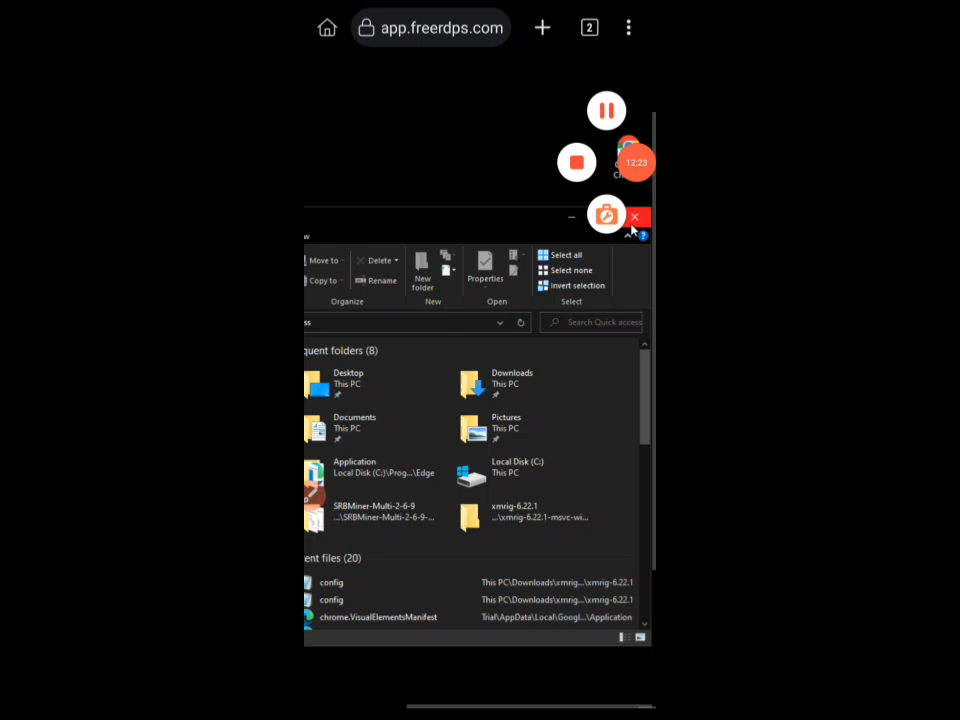 app.freerdps.com
2
12:23
Move to
Delete
Copy to
Rename
New
folder
Properties
Select all
Select none
Invert selection
Organize
New
Open
Select
ss
Search Quick access
quent folders (8)
Desktop
This PC
Downloads
This PC
Documents
This PC
Pictures
This PC
Application
Local Disk (C:)\Prog...\Edge
Local Disk (C:)
This PC
SRBMiner-Multi-2-6-9
...\SRBMiner-Multi-2-6-9-...
xmrig-6.22.1
...\xmrig-6.22.1-msvc-wi...
ent files (20)
config
This PC\Downloads\xmrig...\xmrig-6.22.1
config
This PC\Downloads\xmrig...\xmrig-6.22.1
chrome.VisualElementsManifest
Trial\AppData\Local\Googl...\Application